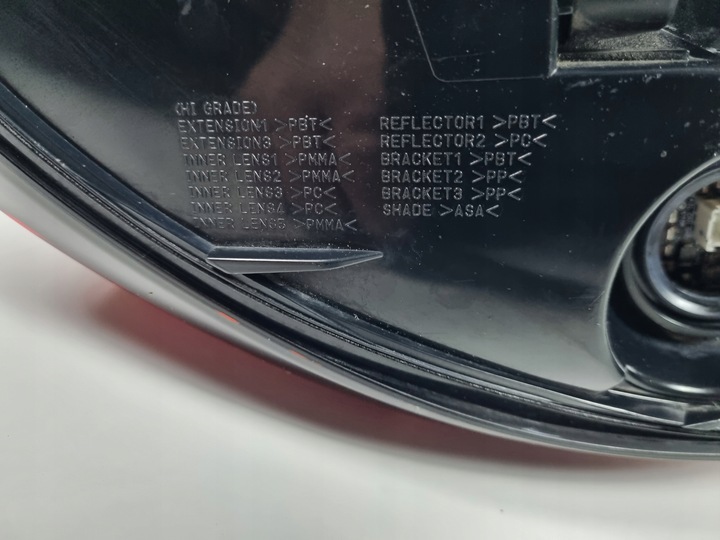 (HI GRADE)
EXTENSION1 >PBT<
EXTENSION3 >PBT<
INNER LENS1 >PMMA<
INNER LENS2 >PMMA<
INNER LENS3 >PC<
INNER LENS4 >PC<
INNER LENS5 >PMMA<
REFLECTOR1 >PBT<
REFLECTOR2 >PC<
BRACKET1 >PBT<
BRACKET2 >PP<
BRACKET3 >PP<
SHADE >ASA<